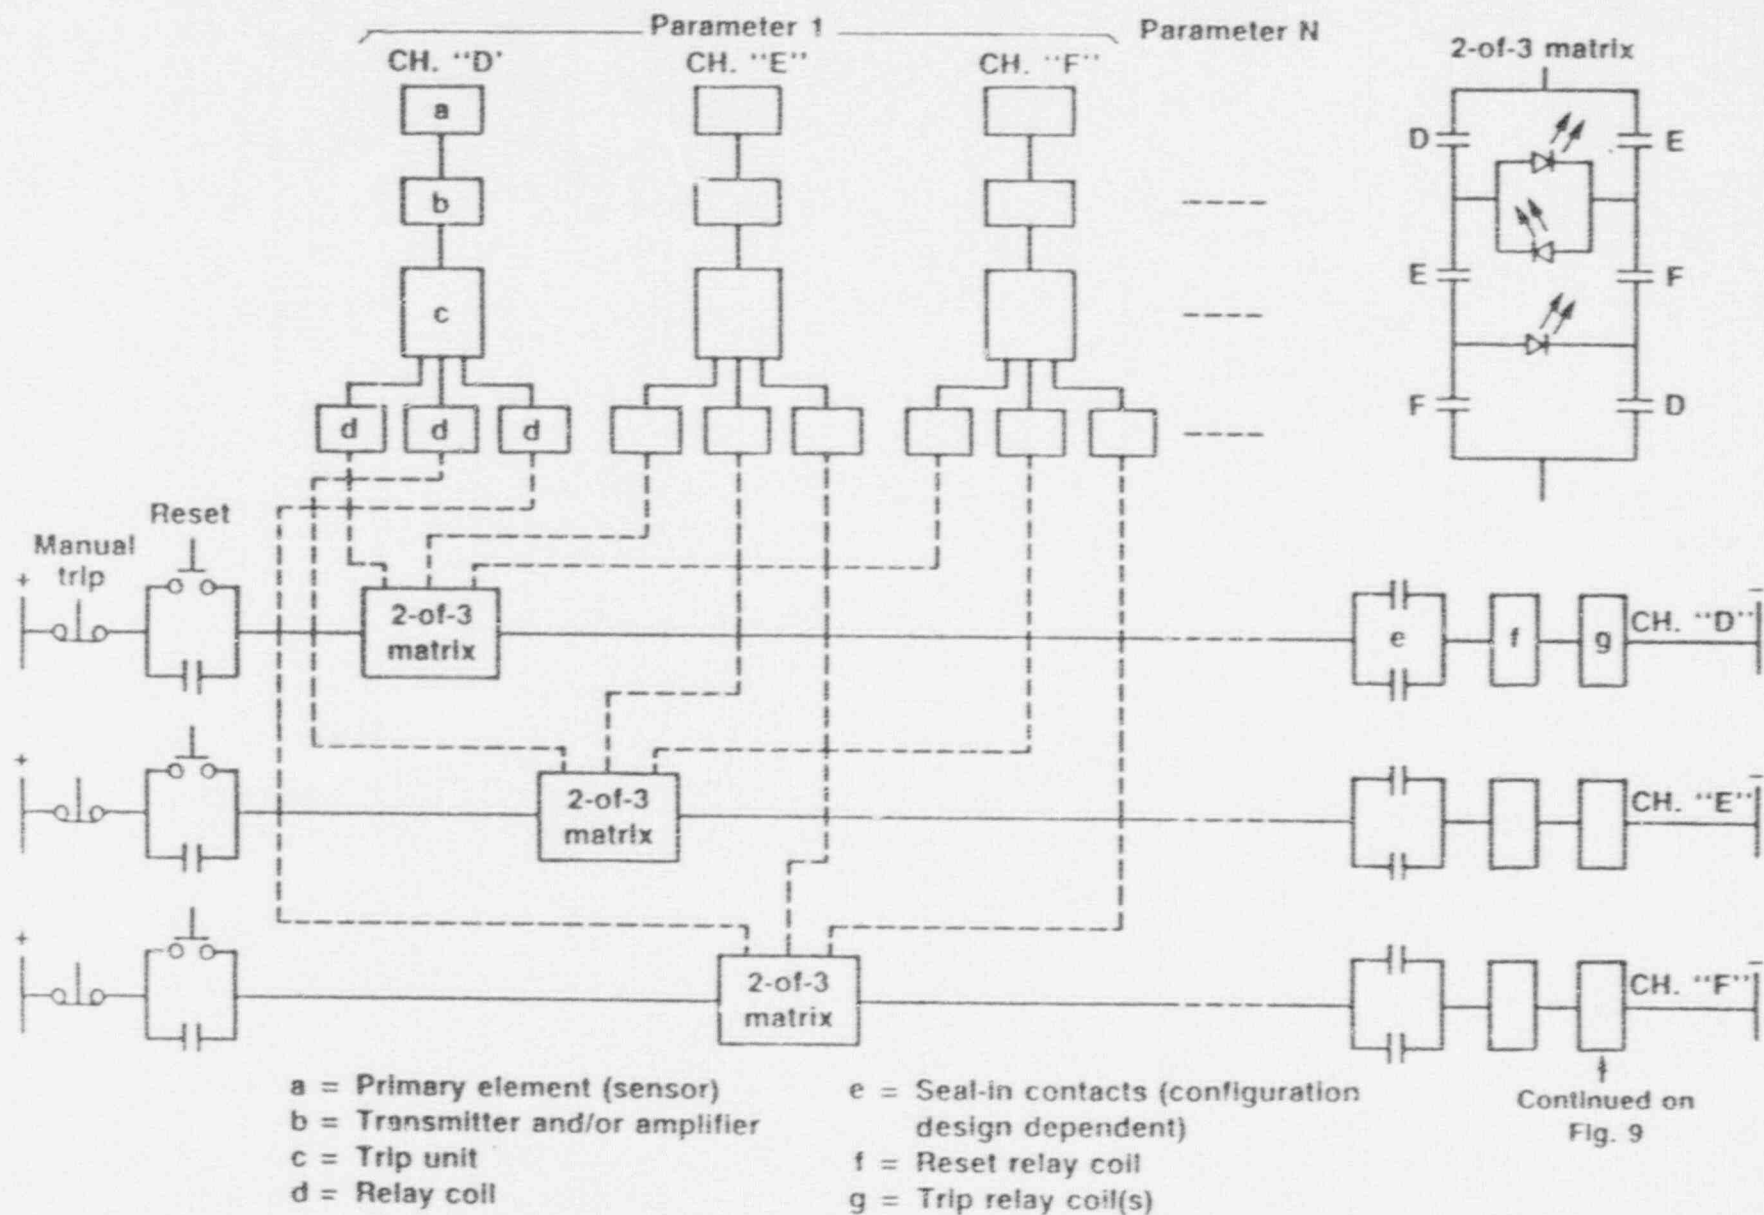 Parameter 1
Parameter N
CH. "D'
CH. "E"
CH. "F"
2-of-3 matrix
a
b
c
d
d
d
D
E
E
F
F
D
Reset
Manual
trip
+
2-of-3
matrix
e
f
g
CH. "D"
-
+
2-of-3
matrix
CH. "E"
-
+
2-of-3
matrix
CH. "F"
-
Continued on
Fig. 9
a = Primary element (sensor)
b = Transmitter and/or amplifier
c = Trip unit
d = Relay coil
e = Seal-in contacts (configuration
design dependent)
f = Reset relay coil
g = Trip relay coil(s)